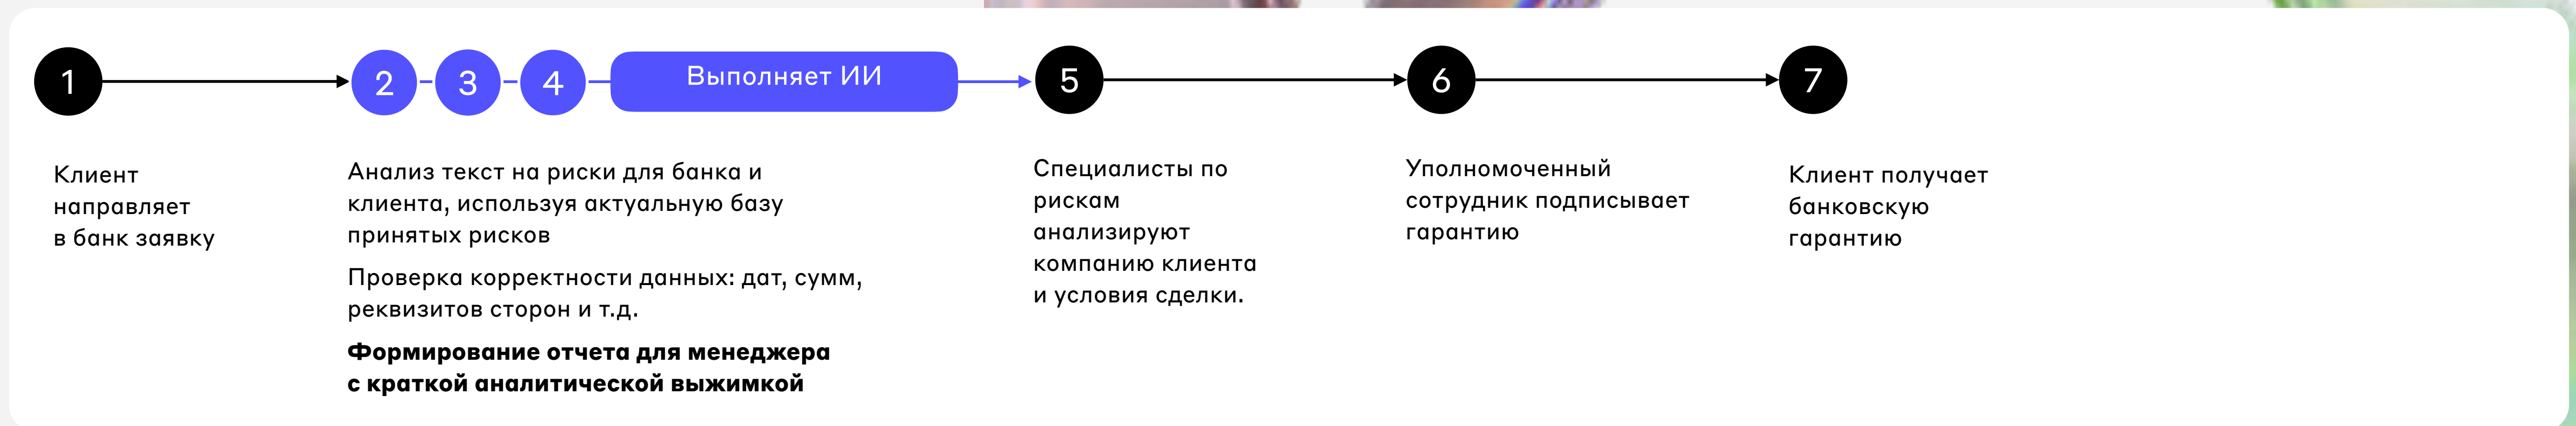 1
2
3
4
Выполняет ИИ
5
6
7
Клиент
направляет
в банк заявку
Анализ текст на риски для банка и
клиента, используя актуальную базу
принятых рисков
Проверка корректности данных: дат, сумм,
реквизитов сторон и т.д.
Формирование отчета для менеджера
с краткой аналитической выжимкой
Специалисты по
рискам
анализируют
компанию клиента
и условия сделки.
Уполномоченный
сотрудник подписывает
гарантию
Клиент получает
банковскую
гарантию